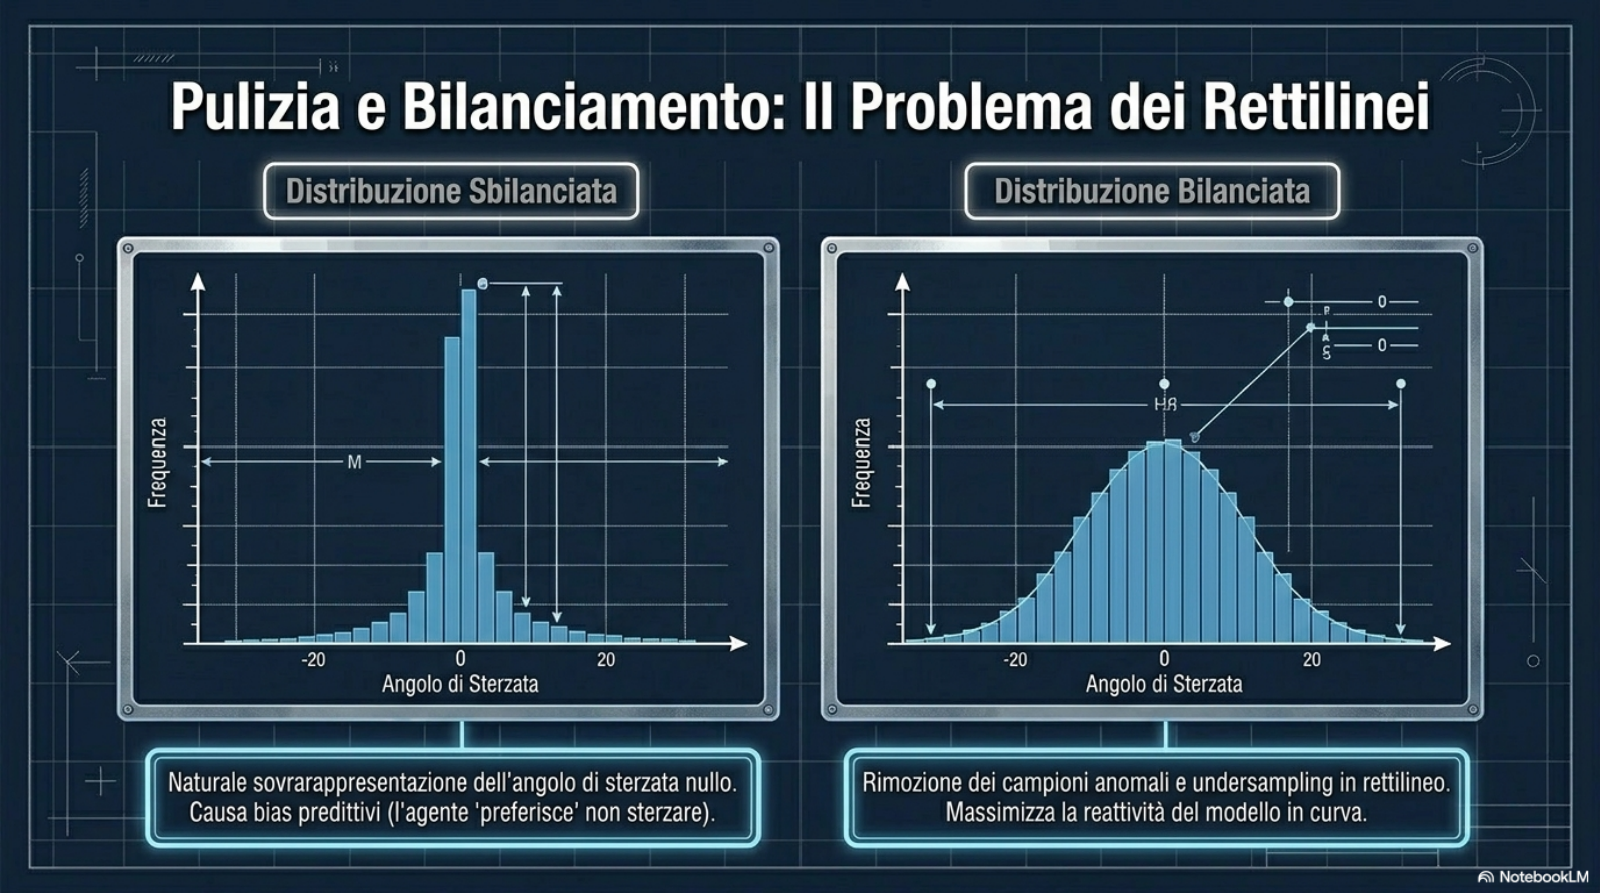 Pulizia e Bilanciamento: Il Problema dei Rettilinei
Distribuzione Sbilanciata
Frequenza
M
-20
0
20
Angolo di Sterzata
Naturale sovrarappresentazione dell'angolo di sterzata nullo.
Causa bias predittivi (l'agente 'preferisce' non sterzare).
Distribuzione Bilanciata
Frequenza
0
0
-20
0
20
Angolo di Sterzata
Rimozione dei campioni anomali e undersampling in rettilineo.
Massimizza la reattività del modello in curva.
NotebookLM